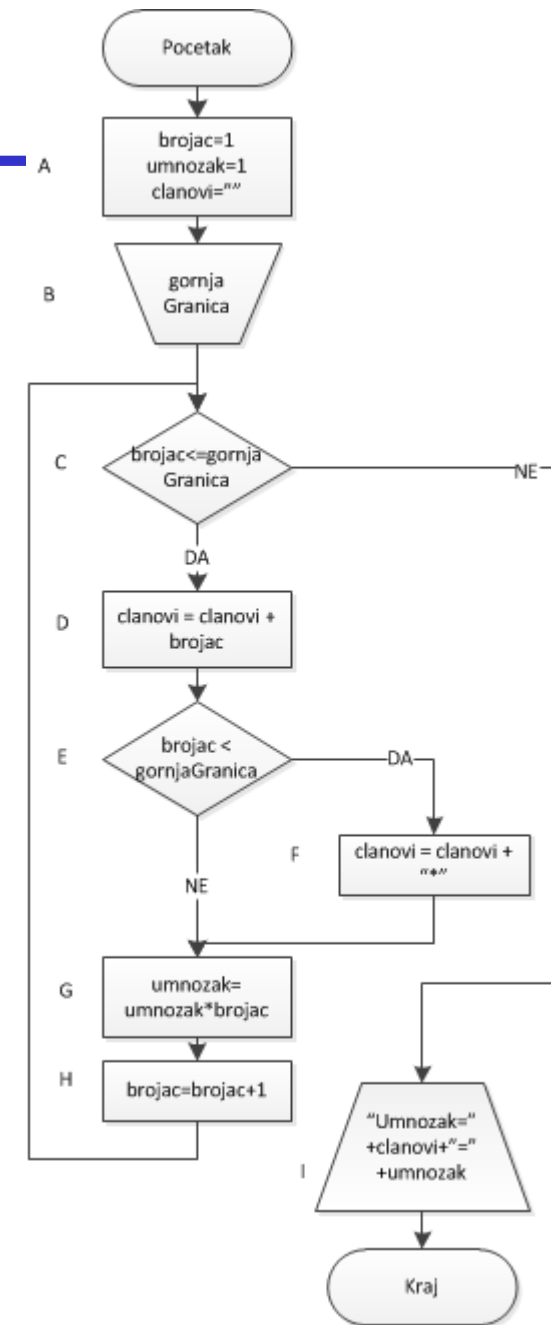 Pocetak
A
brojac=1
umnozak=1
clanovi=””
B
gornja
Granica
C
brojac<=gornja
Granica
NE
DA
D
clanovi = clanovi +
brojac
E
brojac <
gornjaGranica
DA
F
clanovi = clanovi +
“*”
NE
G
umnozak=
umnozak*brojac
H
brojac=brojac+1
I
“Umnozak=”
+clanovi+”=”
+umnozak
Kraj